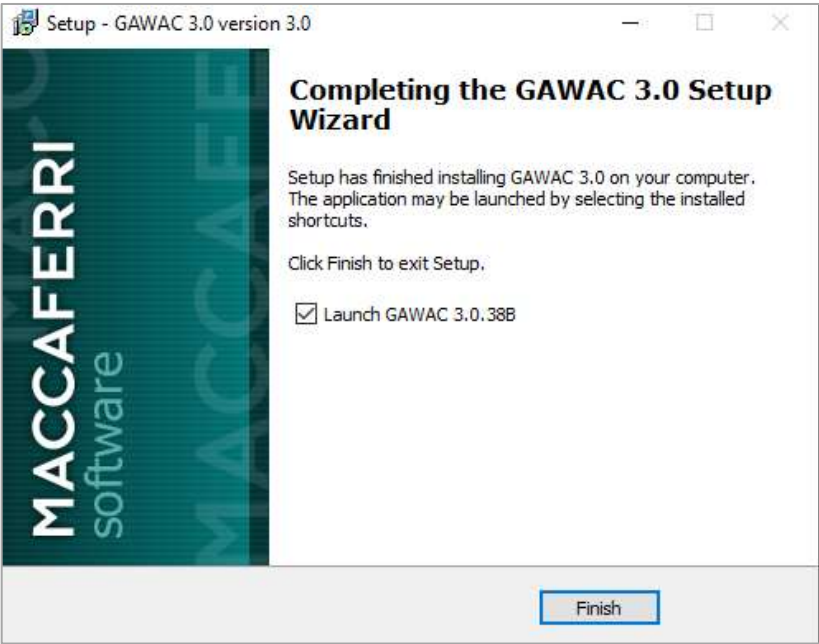 Setup - GAWAC 3.0 version 3.0
MACCAFERRI
software
MACCAFE
Completing the GAWAC 3.0 Setup
Wizard
Setup has finished installing GAWAC 3.0 on your computer.
The application may be launched by selecting the installed
shortcuts.
Click Finish to exit Setup.
Launch GAWAC 3.0.38B
Finish